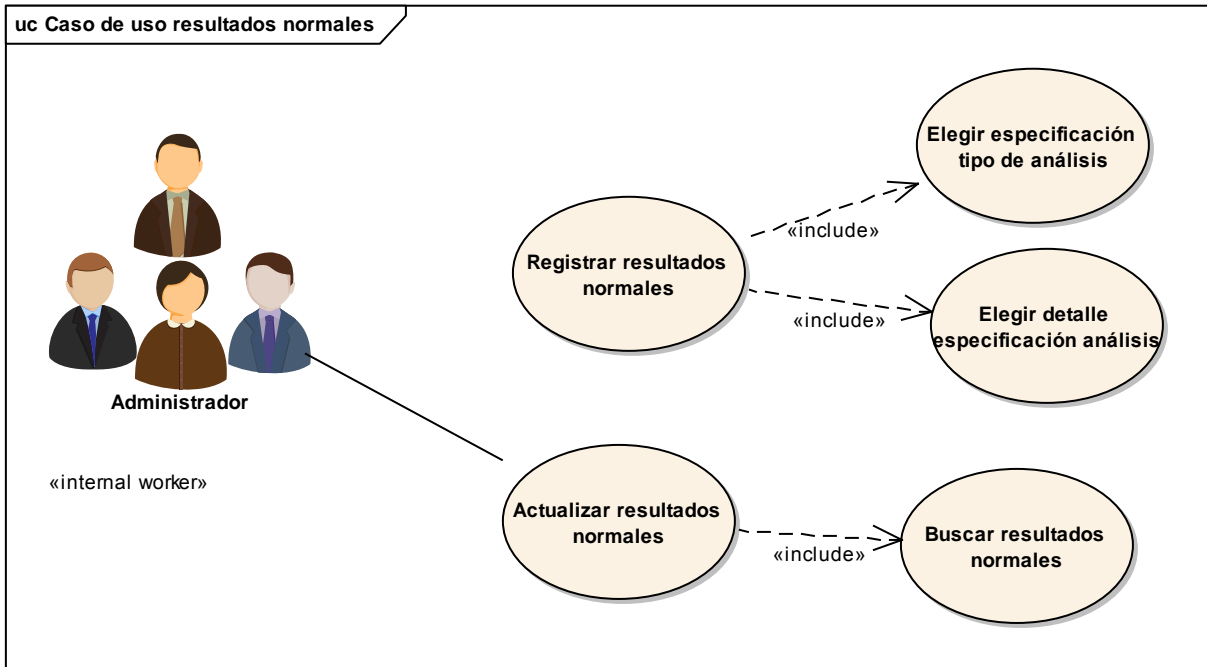 uc Caso de uso resultados normales
Elegir especificación
tipo de análisis
«include»
Registrar resultados
normales
«include»
Elegir detalle
especificación análisis
Administrador
«internal worker»
Actualizar resultados
normales
«include»
Buscar resultados
normales